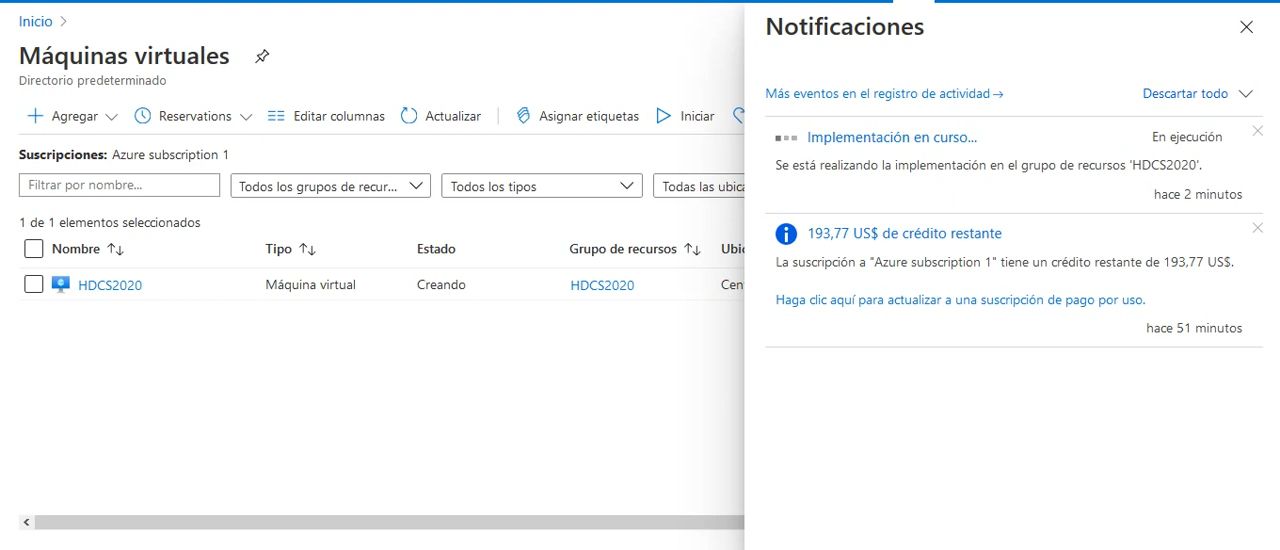 Inicio
Máquinas virtuales
Directorio predeterminado
Agregar Reservations Editar columnas Actualizar Asignar etiquetas Iniciar
Suscripciones: Azure subscription 1
Filtrar por nombre... Todos los grupos de recur... Todos los tipos Todas las ubica
1 de 1 elementos seleccionados
Nombre Tipo Estado Grupo de recursos Ubic
HDCS2020 Máquina virtual Creando HDCS2020 Cen
Notificaciones
Más eventos en el registro de actividad → Descartar todo
Implementación en curso... En ejecución
Se está realizando la implementación en el grupo de recursos 'HDCS2020'.
hace 2 minutos
193,77 US$ de crédito restante
La suscripción a "Azure subscription 1" tiene un crédito restante de 193,77 US$.
Haga clic aquí para actualizar a una suscripción de pago por uso.
hace 51 minutos